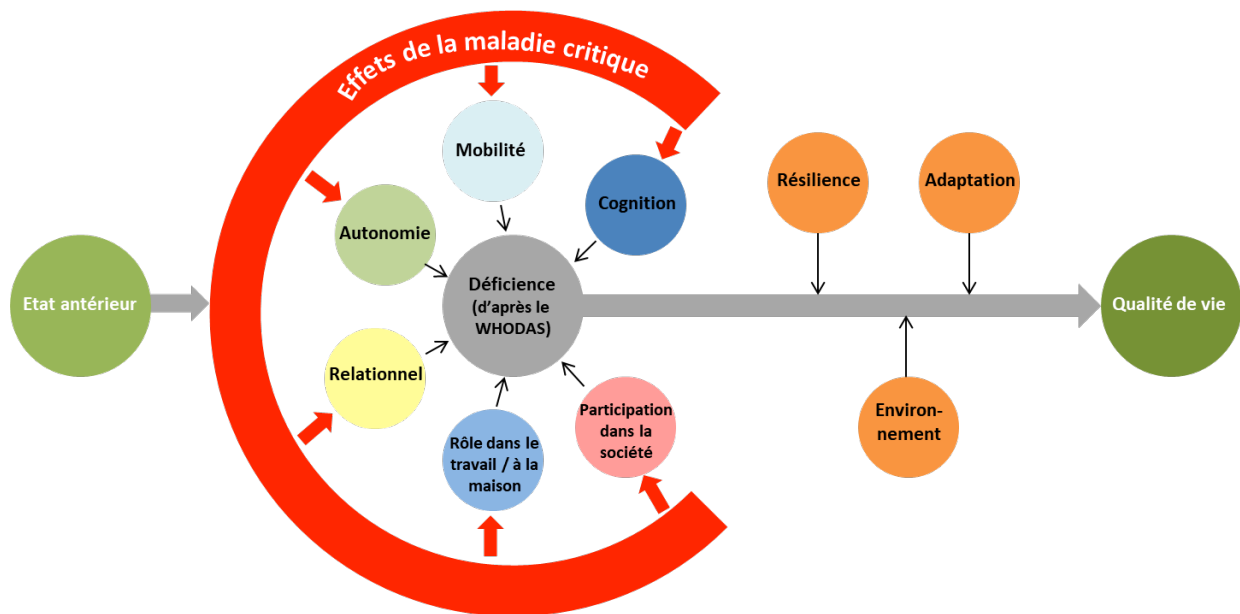 Effets de la maladie critique
Mobilité
Cognition
Autonomie
Résilience
Adaptation
Etat antérieur
Déficience
(d’après le
WHODAS)
Qualité de vie
Relationnel
Participation
dans la
société
Rôle dans le
travail / à la
maison
Environ-
nement